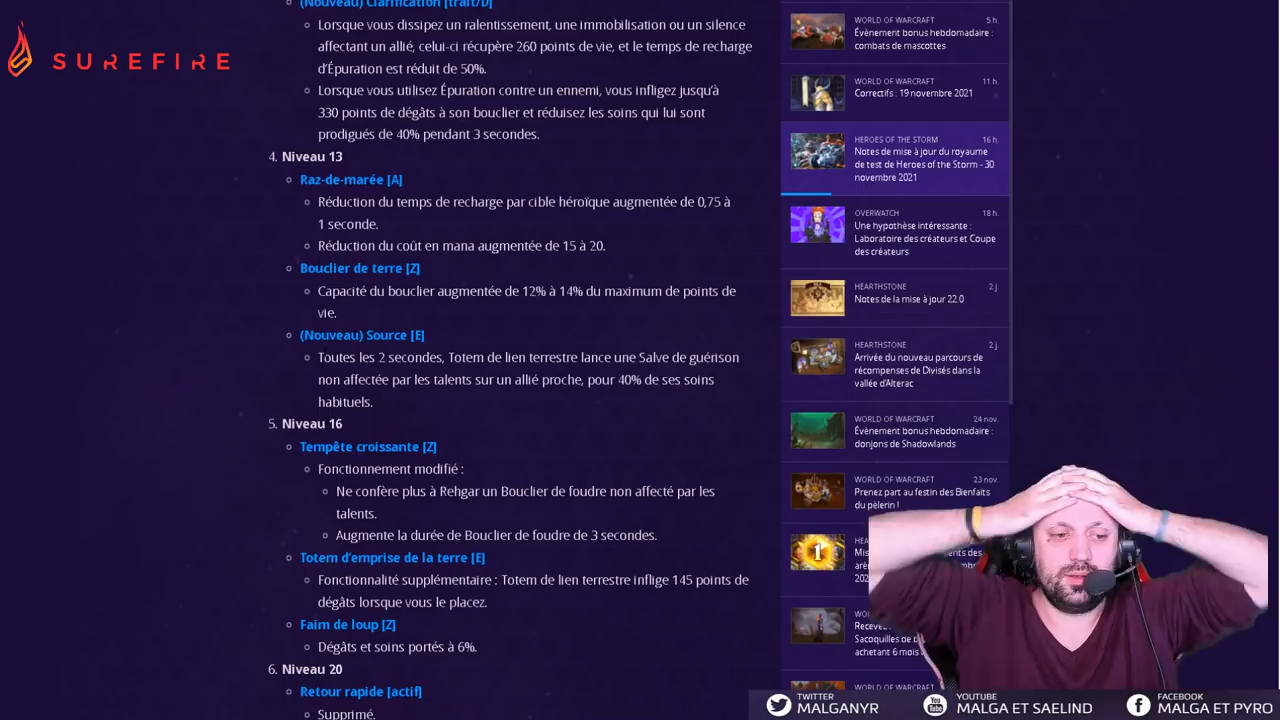 (Nouveau) Clarification [trait/D]
Lorsque vous dissipez un ralentissement, une immobilisation ou un silence
affectant un allié, celui-ci récupère 260 points de vie, et le temps de recharge
d'Épuration est réduit de 50%.
Lorsque vous utilisez Épuration contre un ennemi, vous infligez jusqu'à
330 points de dégâts à son bouclier et réduisez les soins qui lui sont
prodigués de 40% pendant 3 secondes.
4. Niveau 13
Raz-de-marée [A]
Réduction du temps de recharge par cible héroïque augmentée de 0,75 à
1 seconde.
Réduction du coût en mana augmentée de 15 à 20.
Bouclier de terre [Z]
Capacité du bouclier augmentée de 12% à 14% du maximum de points de
vie.
(Nouveau) Source [E]
Toutes les 2 secondes, Totem de lien terrestre lance une Salve de guérison
non affectée par les talents sur un allié proche, pour 40% de ses soins
habituels.
5. Niveau 16
Tempête croissante [Z]
Fonctionnement modifié :
Ne confère plus à Rehgar un Bouclier de foudre non affecté par les
talents.
Augmente la durée de Bouclier de foudre de 3 secondes.
Totem d'emprise de la terre [E]
Fonctionnalité supplémentaire : Totem de lien terrestre inflige 145 points de
dégâts lorsque vous le placez.
Faim de loup [Z]
Dégâts et soins portés à 6%.
6. Niveau 20
Retour rapide [actif]
Supprimé.
SUREFIRE
WORLD OF WARCRAFT 5 h.
Évènement bonus hebdomadaire :
combats de mascottes
WORLD OF WARCRAFT 11 h.
Correctifs : 19 novembre 2021
HEROES OF THE STORM 16 h.
Notes de mise à jour du royaume
de test de Heroes of the Storm - 30
novembre 2021
OVERWATCH 18 h.
Une hypothèse intéressante :
Laboratoire des créateurs et Coupe
des créateurs
HEARTHSTONE 2 j.
Notes de la mise à jour 22.0
HEARTHSTONE 2 j.
Arrivée du nouveau parcours de
récompenses de Divisés dans la
vallée d'Alterac
WORLD OF WARCRAFT 24 nov.
Évènement bonus hebdomadaire :
donjons de Shadowlands
WORLD OF WARCRAFT 23 nov.
Prenez part au festin des Bienfaits
du pèlerin !
Sacoquilles de
achetant 6 mois
WORLD OF WARCRAFT
TWITTER
MALGANYR
YOUTUBE
MALGA ET SAELIND
FACEBOOK
MALGA ET PYRO